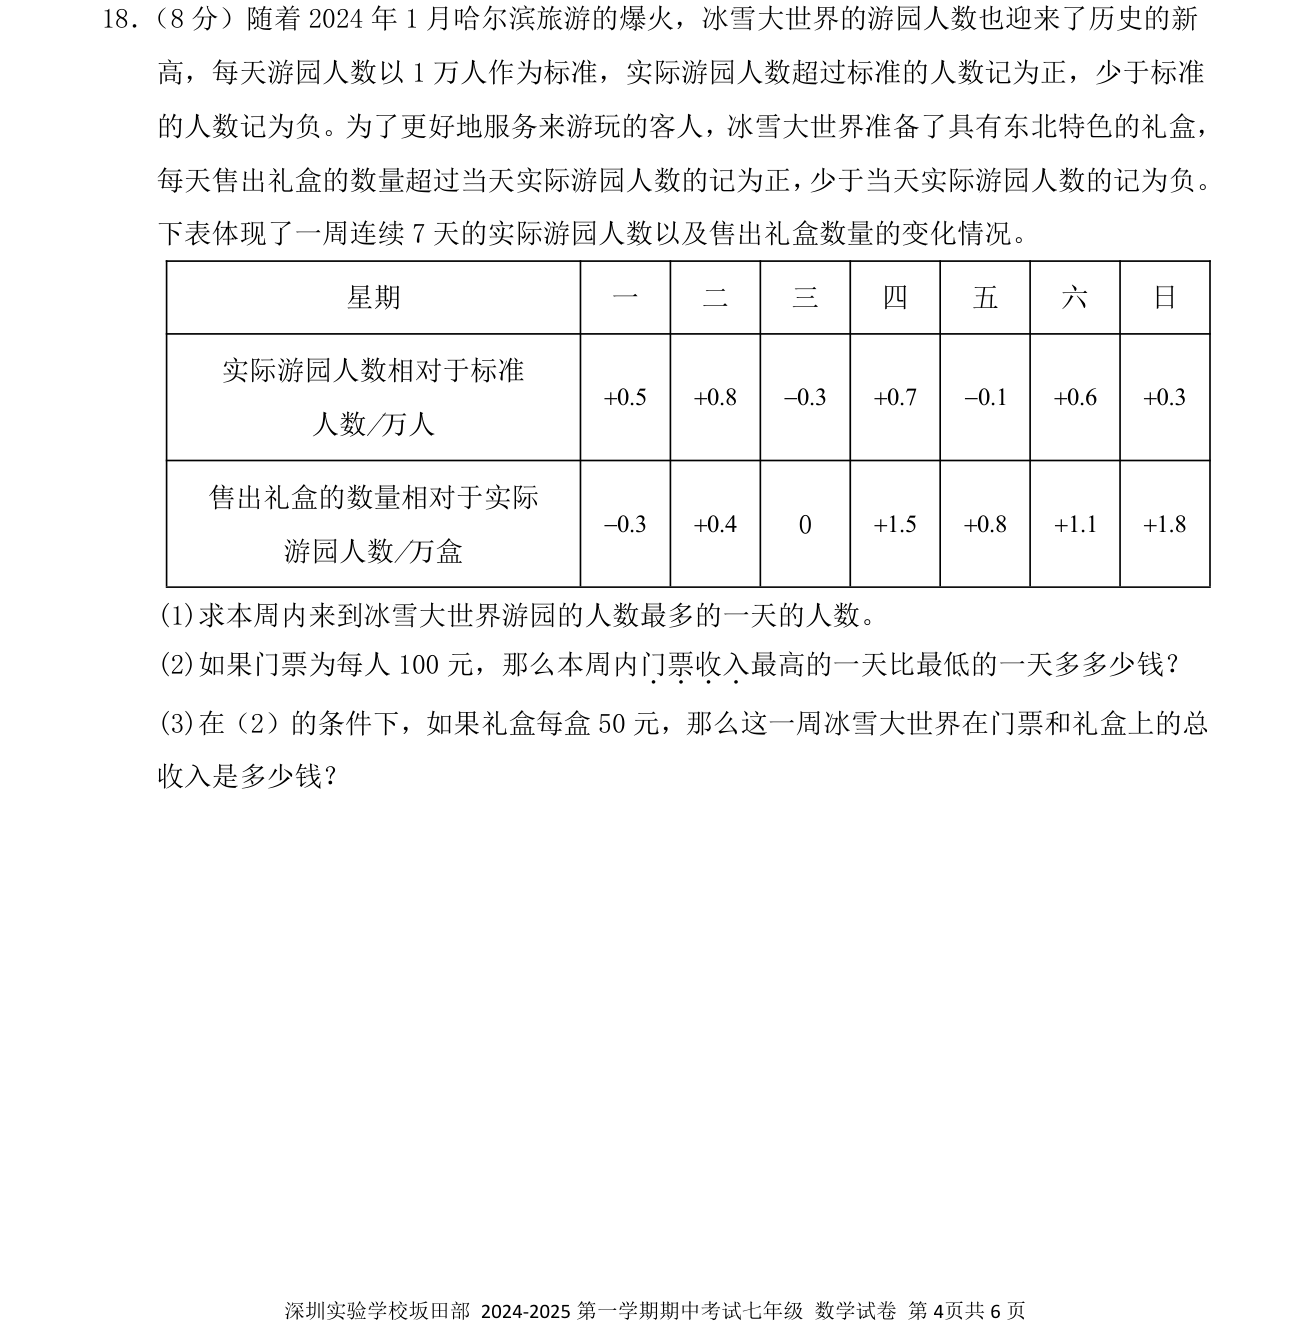 18.（8 分）随着 2024 年 1 月哈尔滨旅游的爆火，冰雪大世界的游园人数也迎来了历史的新
高，每天游园人数以 1 万人作为标准，实际游园人数超过标准的人数记为正，少于标准
的人数记为负。为了更好地服务来游玩的客人，冰雪大世界准备了具有东北特色的礼盒，
每天售出礼盒的数量超过当天实际游园人数的记为正，少于当天实际游园人数的记为负。
下表体现了一周连续 7 天的实际游园人数以及售出礼盒数量的变化情况。
星期 一 二 三 四 五 六 日
实际游园人数相对于标准
人数/万人
+0.5 +0.8 −0.3 +0.7 −0.1 +0.6 +0.3
售出礼盒的数量相对于实际
游园人数/万盒
−0.3 +0.4 0 +1.5 +0.8 +1.1 +1.8
(1)求本周内来到冰雪大世界游园的人数最多的一天的人数。
(2)如果门票为每人 100 元，那么本周内门票收入最高的一天比最低的一天多多少钱？
(3)在（2）的条件下，如果礼盒每盒 50 元，那么这一周冰雪大世界在门票和礼盒上的总
收入是多少钱？
深圳实验学校坂田部 2024-2025 第一学期期中考试七年级 数学试卷 第 4页共 6 页